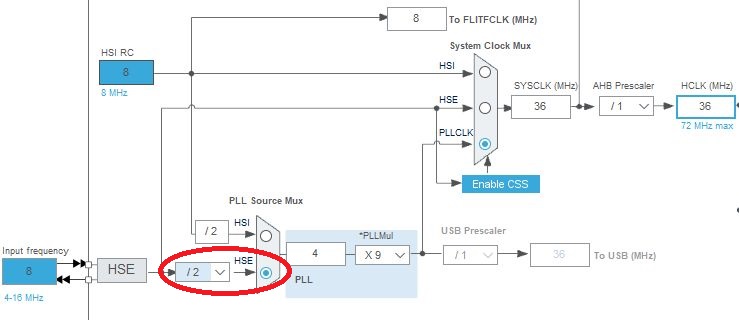 8
To FLITFCLK (MHz)
System Clock Mux
HSI RC
8
8 MHz
HSI
SYSCLK (MHz)
AHB Prescaler
HCLK (MHz)
HSE
36
/ 1
36
72 MHz max
PLLCLK
Enable CSS
PLL Source Mux
/ 2
HSI
*PLLMul
USB Prescaler
Input frequency
4
X 9
/ 1
36
To USB (MHz)
8
HSE
/ 2
HSE
PLL
4-16 MHz